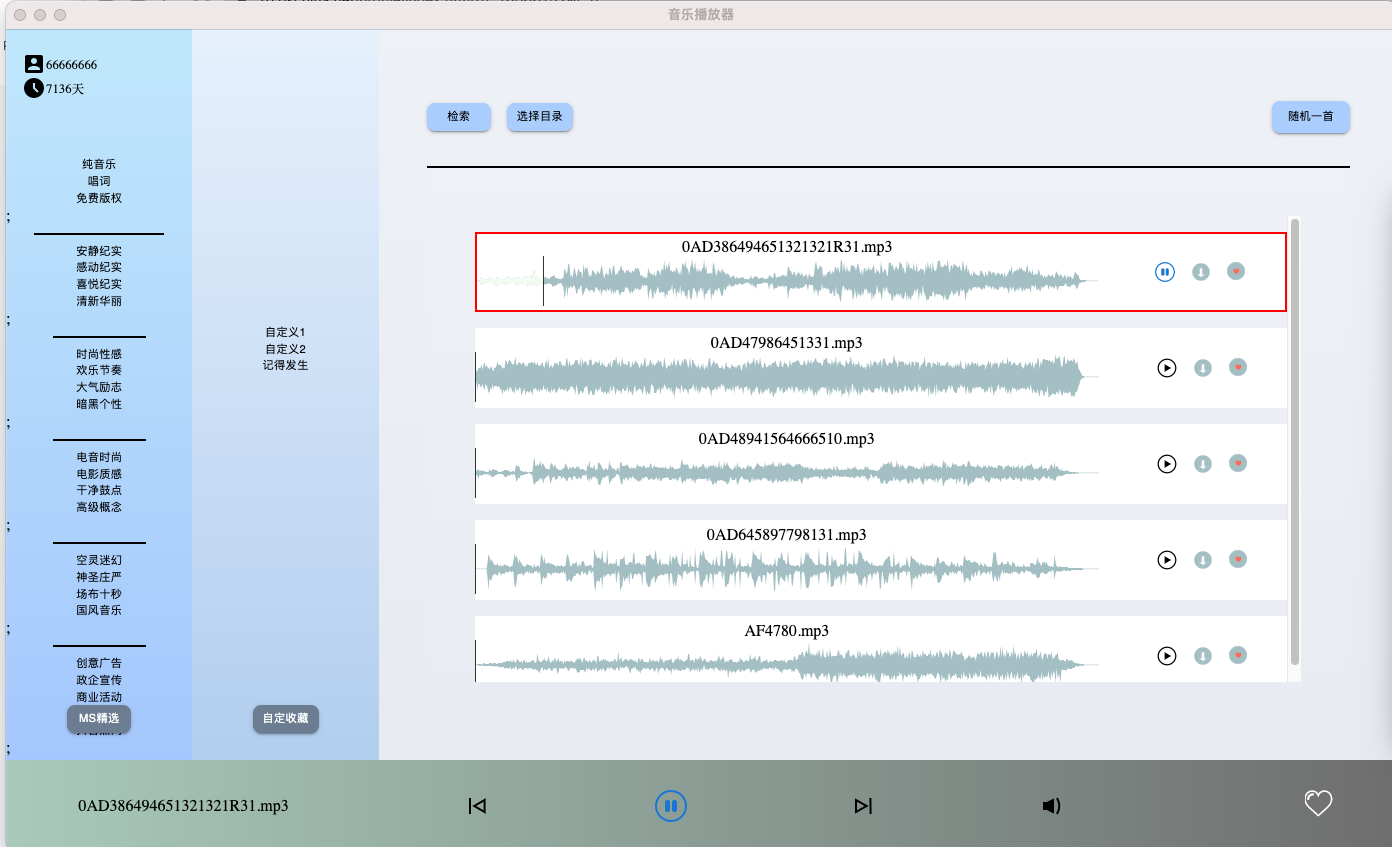 音乐播放器
66666666
7136天
纯音乐
唱词
免费版权
;
安静纪实
感动纪实
喜悦纪实
清新华丽
;
时尚性感
欢乐节奏
大气励志
暗黑个性
;
电音时尚
电影质感
干净鼓点
高级概念
;
空灵迷幻
神圣庄严
场布十秒
国风音乐
;
创意广告
政企宣传
商业活动
MS精选
;
自定义1
自定义2
记得发生
自定收藏
检索
选择目录
随机一首
0AD386494651321321R31.mp3
0AD47986451331.mp3
0AD48941564666510.mp3
0AD645897798131.mp3
AF4780.mp3
0AD386494651321321R31.mp3